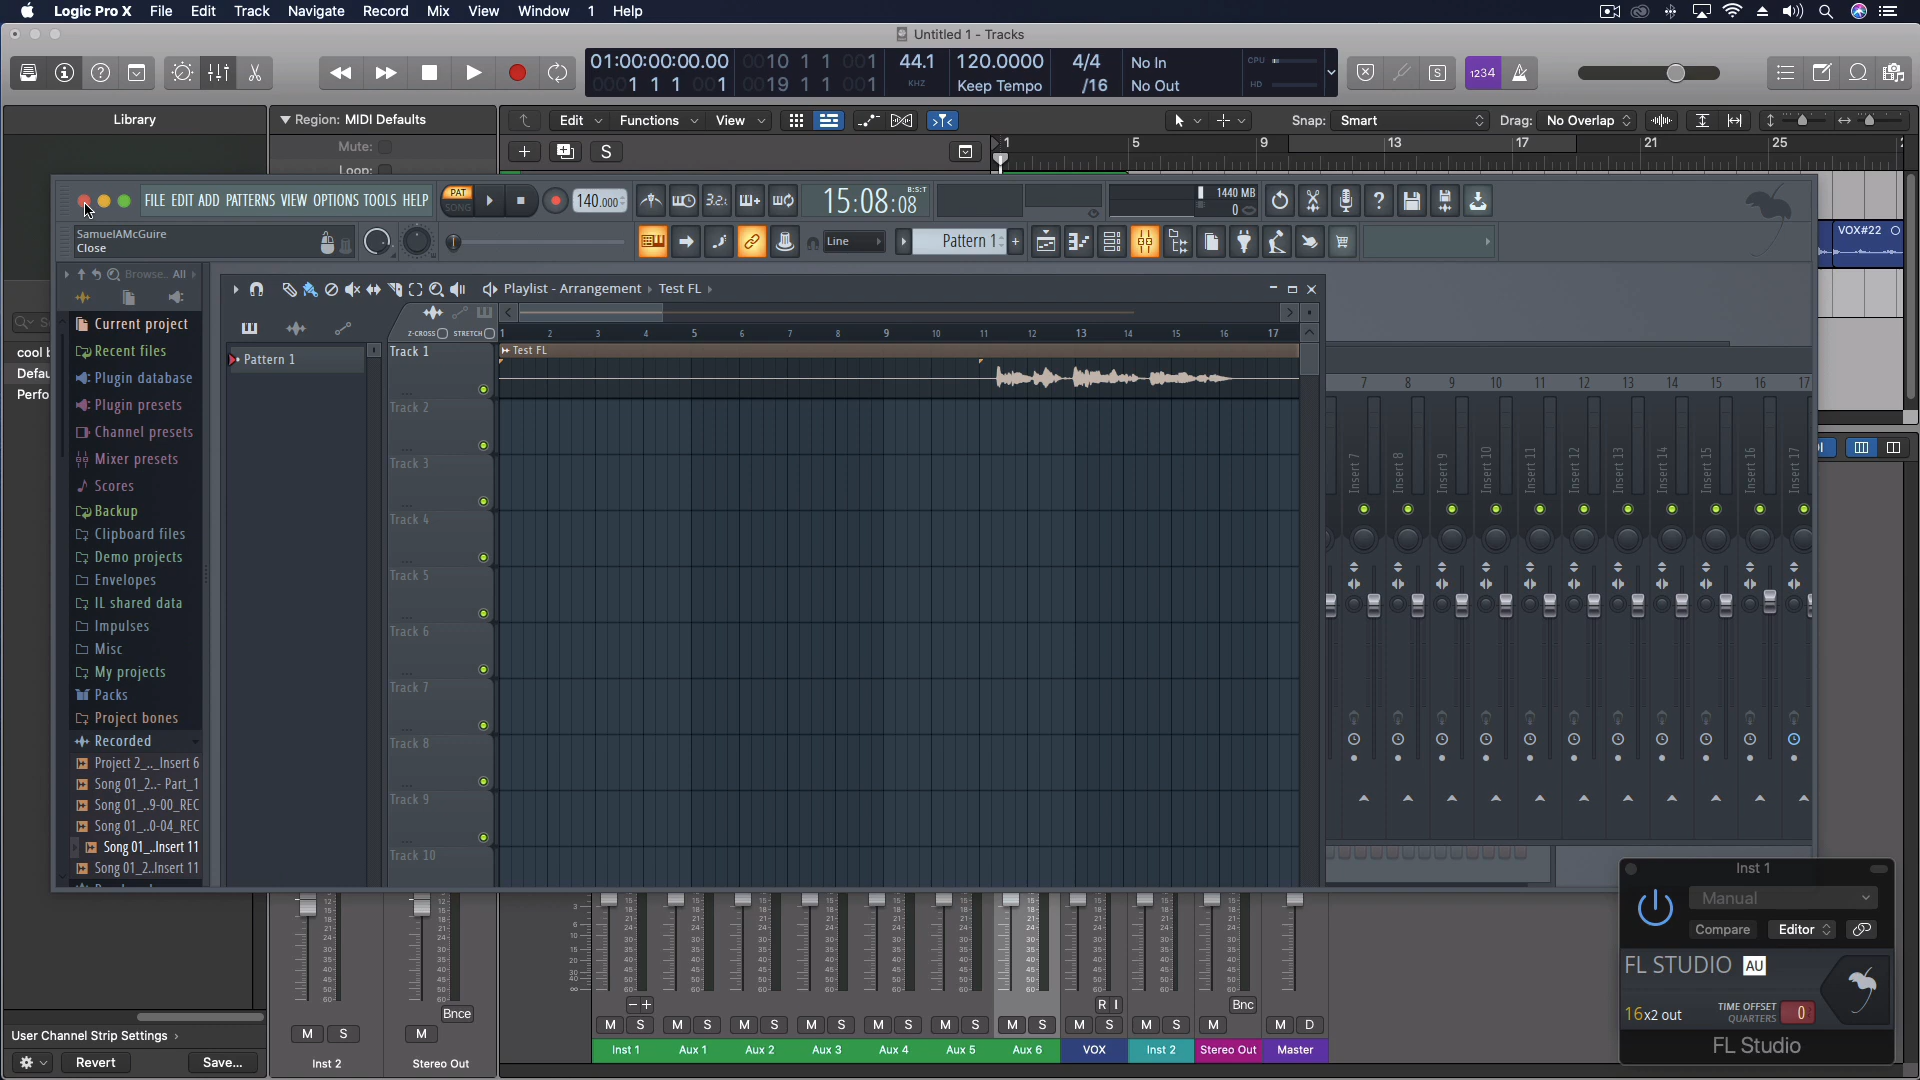 Logic Pro X File Edit Track Navigate Record Mix View Window 1 Help
Untitled 1 - Tracks
01:00:00:00.00 0010 1 1 001 44.1 120.0000 4/4 No In CPU
0001 1 1 001 0019 1 1 001 KHZ Keep Tempo /16 No Out HD
S 1234
Library
Region: MIDI Defaults
Mute:
Loop:
Edit Functions View Snap: Smart Drag: No Overlap
S
1 5 9 13 17 21 25
VOX#22
cool
Defau
Perfo
FILE EDIT ADD PATTERNS VIEW OPTIONS TOOLS HELP
PAT
SONG
140.000
15:08:08 B:S:T
1440 MB
0
SamuelAMcGuire
Close
Line
Pattern 1
Browse.. All
Current project
Recent files
Plugin database
Plugin presets
Channel presets
Mixer presets
Scores
Backup
Clipboard files
Demo projects
Envelopes
IL shared data
Impulses
Misc
My projects
Packs
Project bones
Recorded
Project 2_.._Insert 6
Song 01_2..- Part_1
Song 01_..9-00_REC
Song 01_..0-04_REC
Song 01_..Insert 11
Song 01_2..Insert 11
Playlist - Arrangement › Test FL ›
Z-CROSS STRETCH
1 2 3 4 5 6 7 8 9 10 11 12 13 14 15 16 17
Pattern 1
Test FL
Track 1
Track 2
Track 3
Track 4
Track 5
Track 6
Track 7
Track 8
Track 9
Track 10
7 8 9 10 11 12 13 14 15 16 17
Insert 7
Insert 8
Insert 9
Insert 10
Insert 11
Insert 12
Insert 13
Insert 14
Insert 15
Insert 16
Insert 17
Bnce
M S M
Inst 2 Stereo Out
User Channel Strip Settings ›
Revert Save...
R I
Bnc
M S M S M S M S M S M S M S M S M S M M D
Inst 1 Aux 1 Aux 2 Aux 3 Aux 4 Aux 5 Aux 6 VOX Inst 2 Stereo Out Master
Inst 1
Manual
Compare Editor
FL STUDIO AU
16x2 out TIME OFFSET
QUARTERS 0
FL Studio